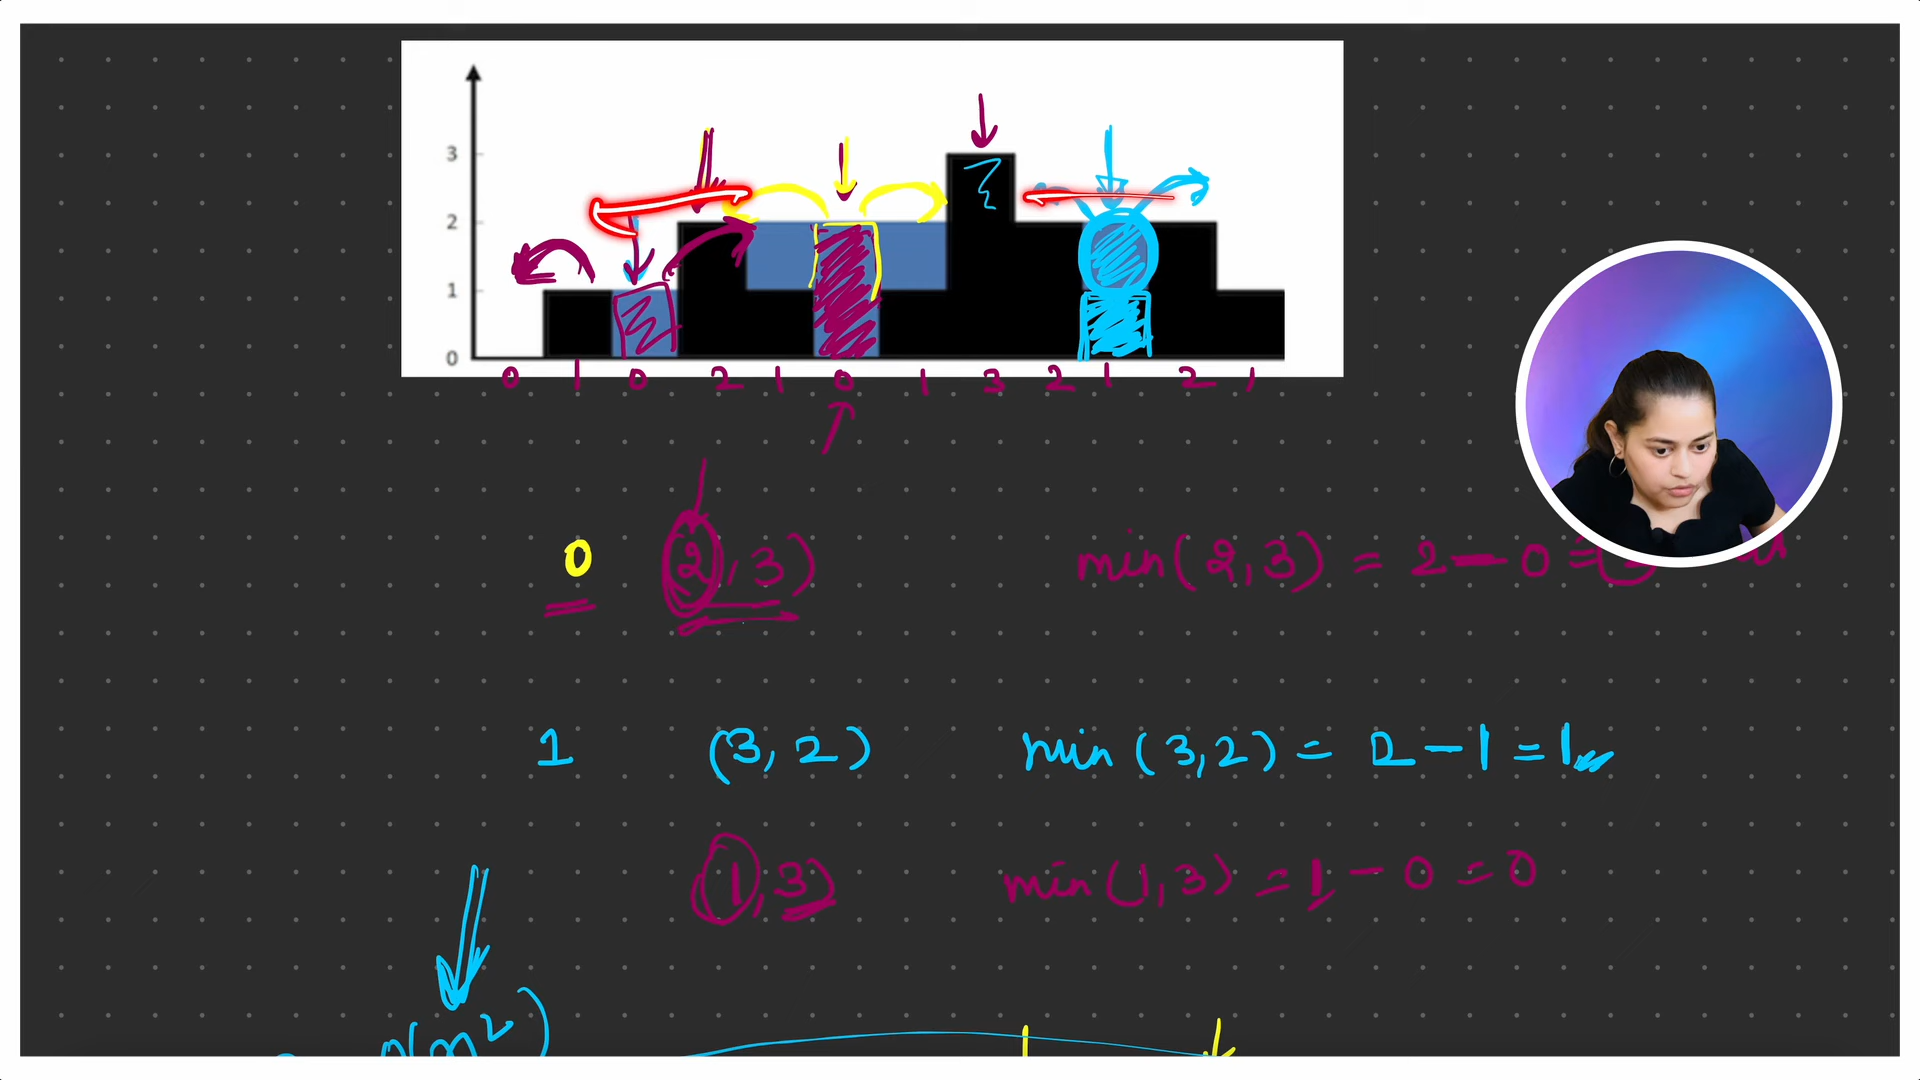 3
2
1
0
3
0 1 0 2 1 0 1 3 2 1 2 1
0 (2, 3) min(2,3) = 2 - 0 =
1 (3, 2) min (3,2) = 2 - 1 = 1
(1, 3) min(1,3) = 1 - 0 = 0
O(n²)